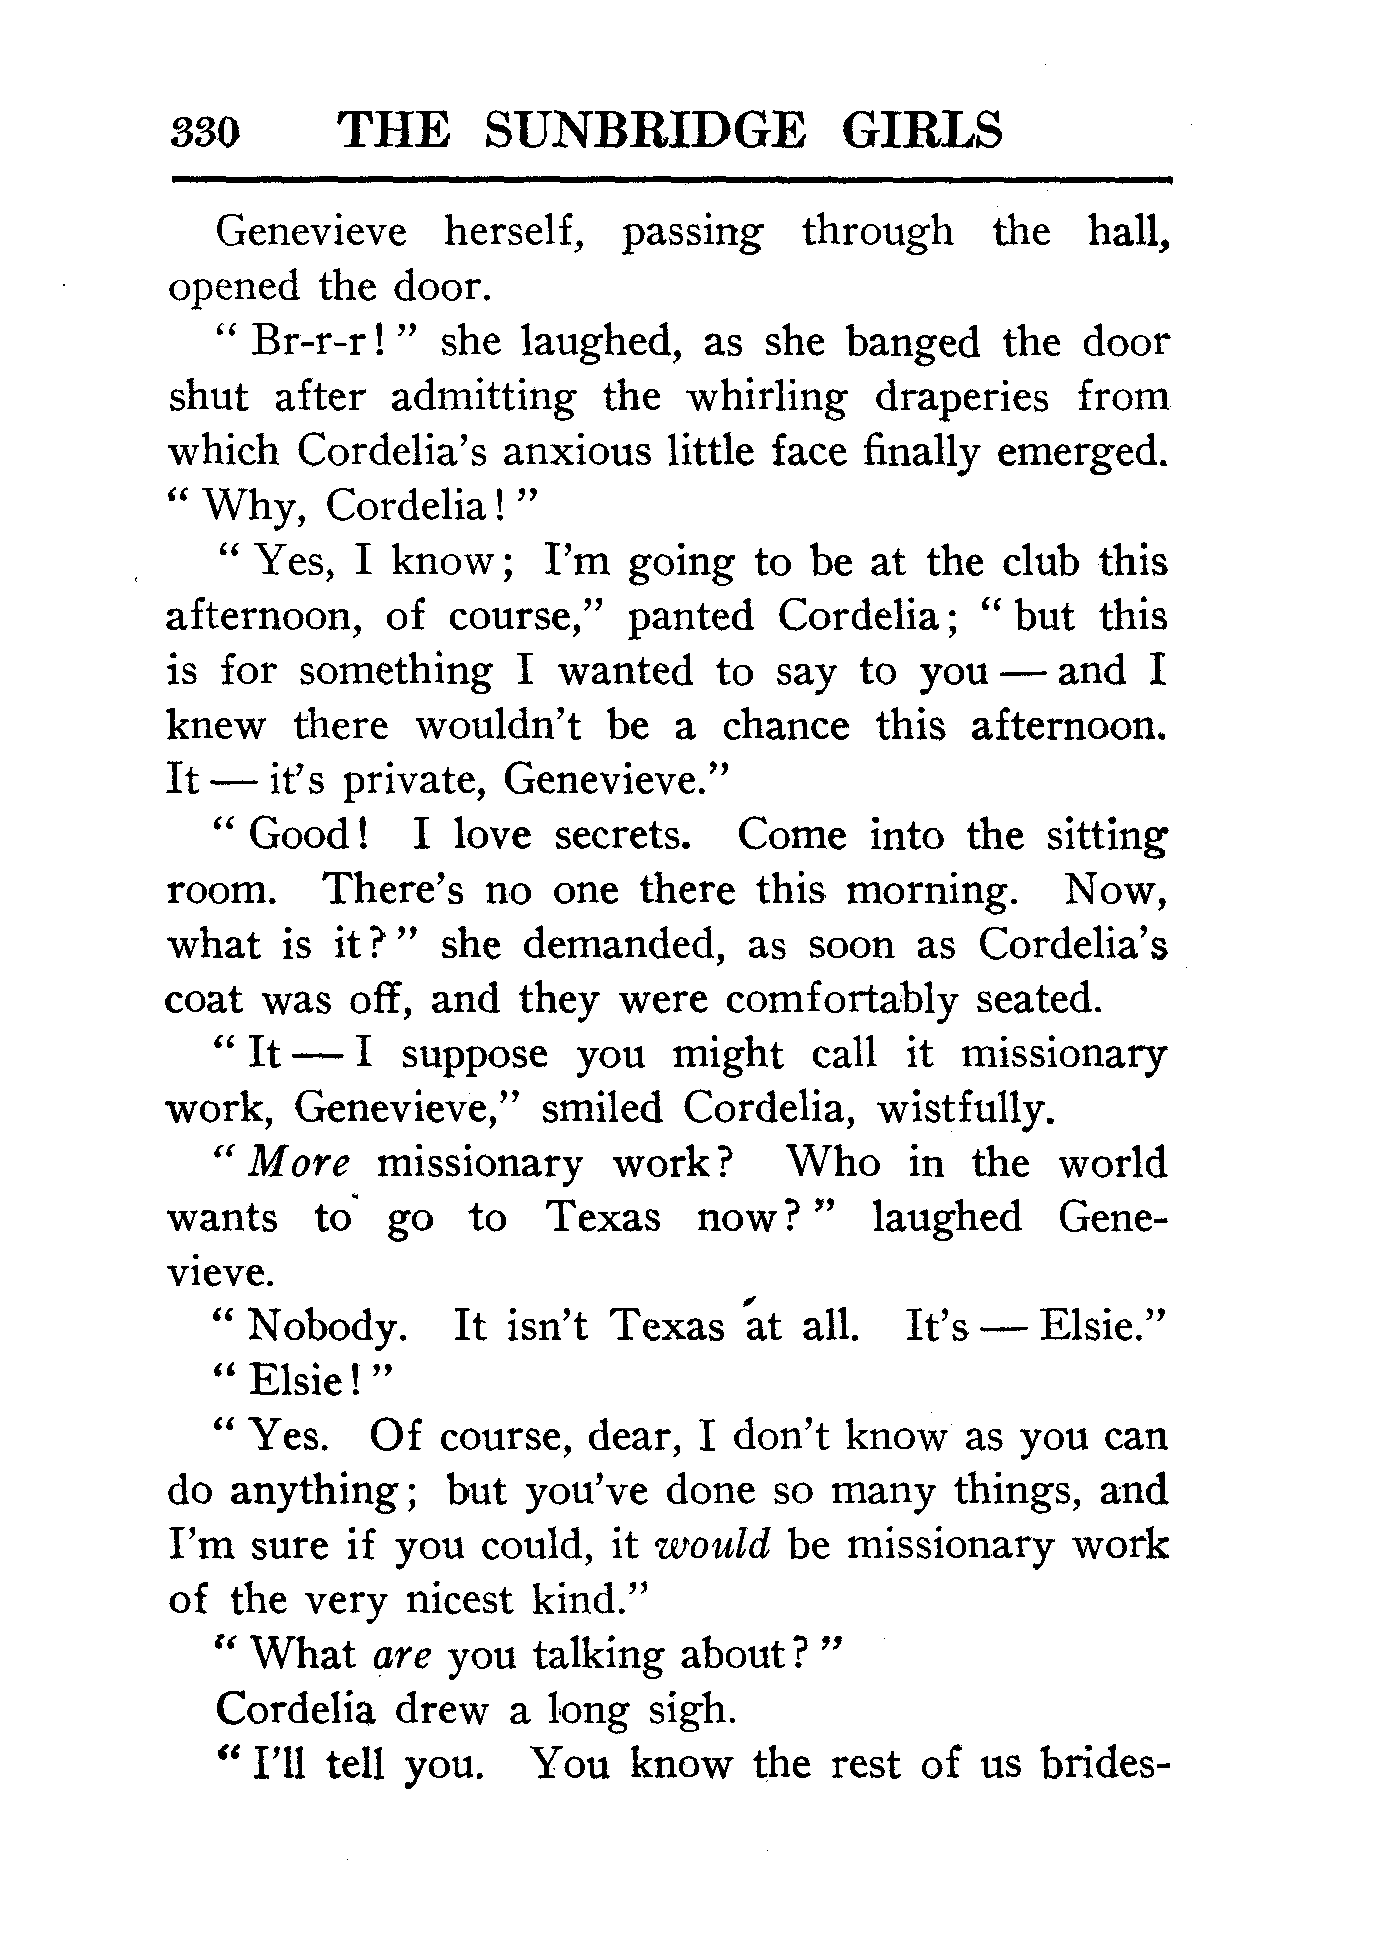 330 THE SUNBRIDGE GIRLS
Genevieve herself, passing through the hall,
opened the door.
" Br-r-r! " she laughed, as she banged the door
shut after admitting the whirling draperies from
which Cordelia's anxious little face finally emerged.
" Why, Cordelia! "
" Yes, I know; I'm going to be at the club this
afternoon, of course," panted Cordelia; " but this
is for something I wanted to say to you — and I
knew there wouldn't be a chance this afternoon.
It — it's private, Genevieve."
" Good! I love secrets. Come into the sitting
room. There's no one there this morning. Now,
what is it? " she demanded, as soon as Cordelia's
coat was off, and they were comfortably seated.
" It — I suppose you might call it missionary
work, Genevieve," smiled Cordelia, wistfully.
" More missionary work? Who in the world
wants to go to Texas now? " laughed Gene-
vieve.
" Nobody. It isn't Texas at all. It's — Elsie."
" Elsie! "
" Yes. Of course, dear, I don't know as you can
do anything; but you've done so many things, and
I'm sure if you could, it would be missionary work
of the very nicest kind."
" What are you talking about? "
Cordelia drew a long sigh.
" I'll tell you. You know the rest of us brides-